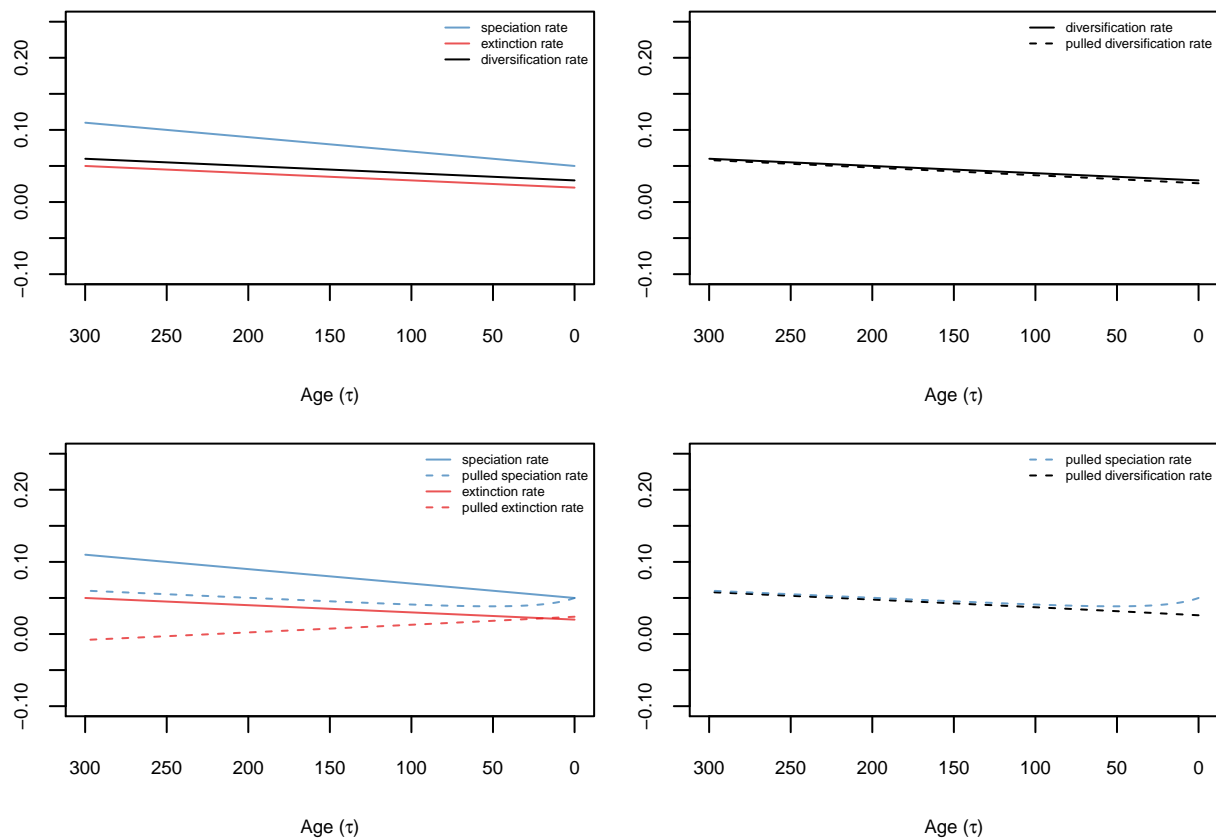 speciation rate
extinction rate
diversification rate
0.20
0.10
0.00
−0.10
300 250 200 150 100 50 0
Age (τ)
diversification rate
pulled diversification rate
0.20
0.10
0.00
−0.10
300 250 200 150 100 50 0
Age (τ)
speciation rate
pulled speciation rate
extinction rate
pulled extinction rate
0.20
0.10
0.00
−0.10
300 250 200 150 100 50 0
Age (τ)
pulled speciation rate
pulled diversification rate
0.20
0.10
0.00
−0.10
300 250 200 150 100 50 0
Age (τ)